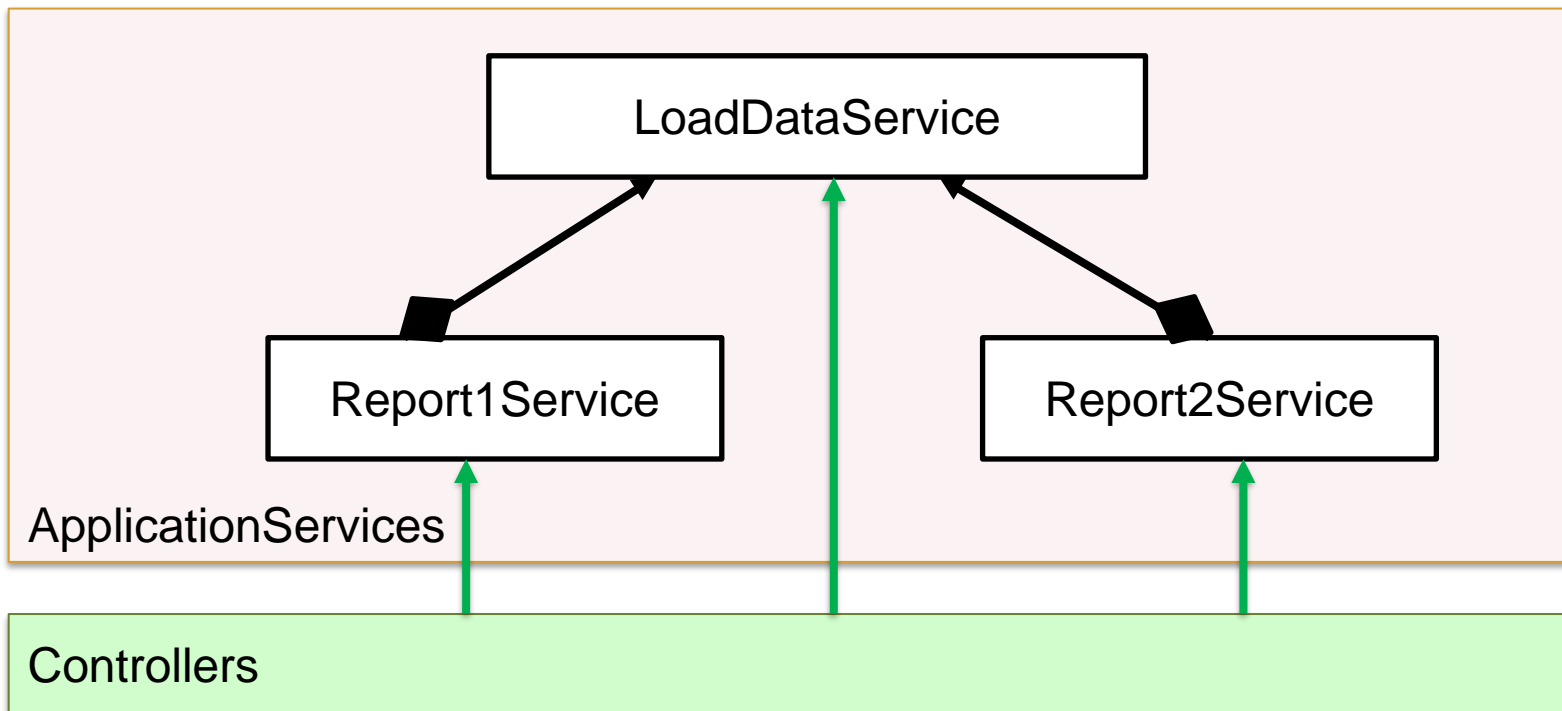 LoadDataService
Report1Service
Report2Service
ApplicationServices
Controllers